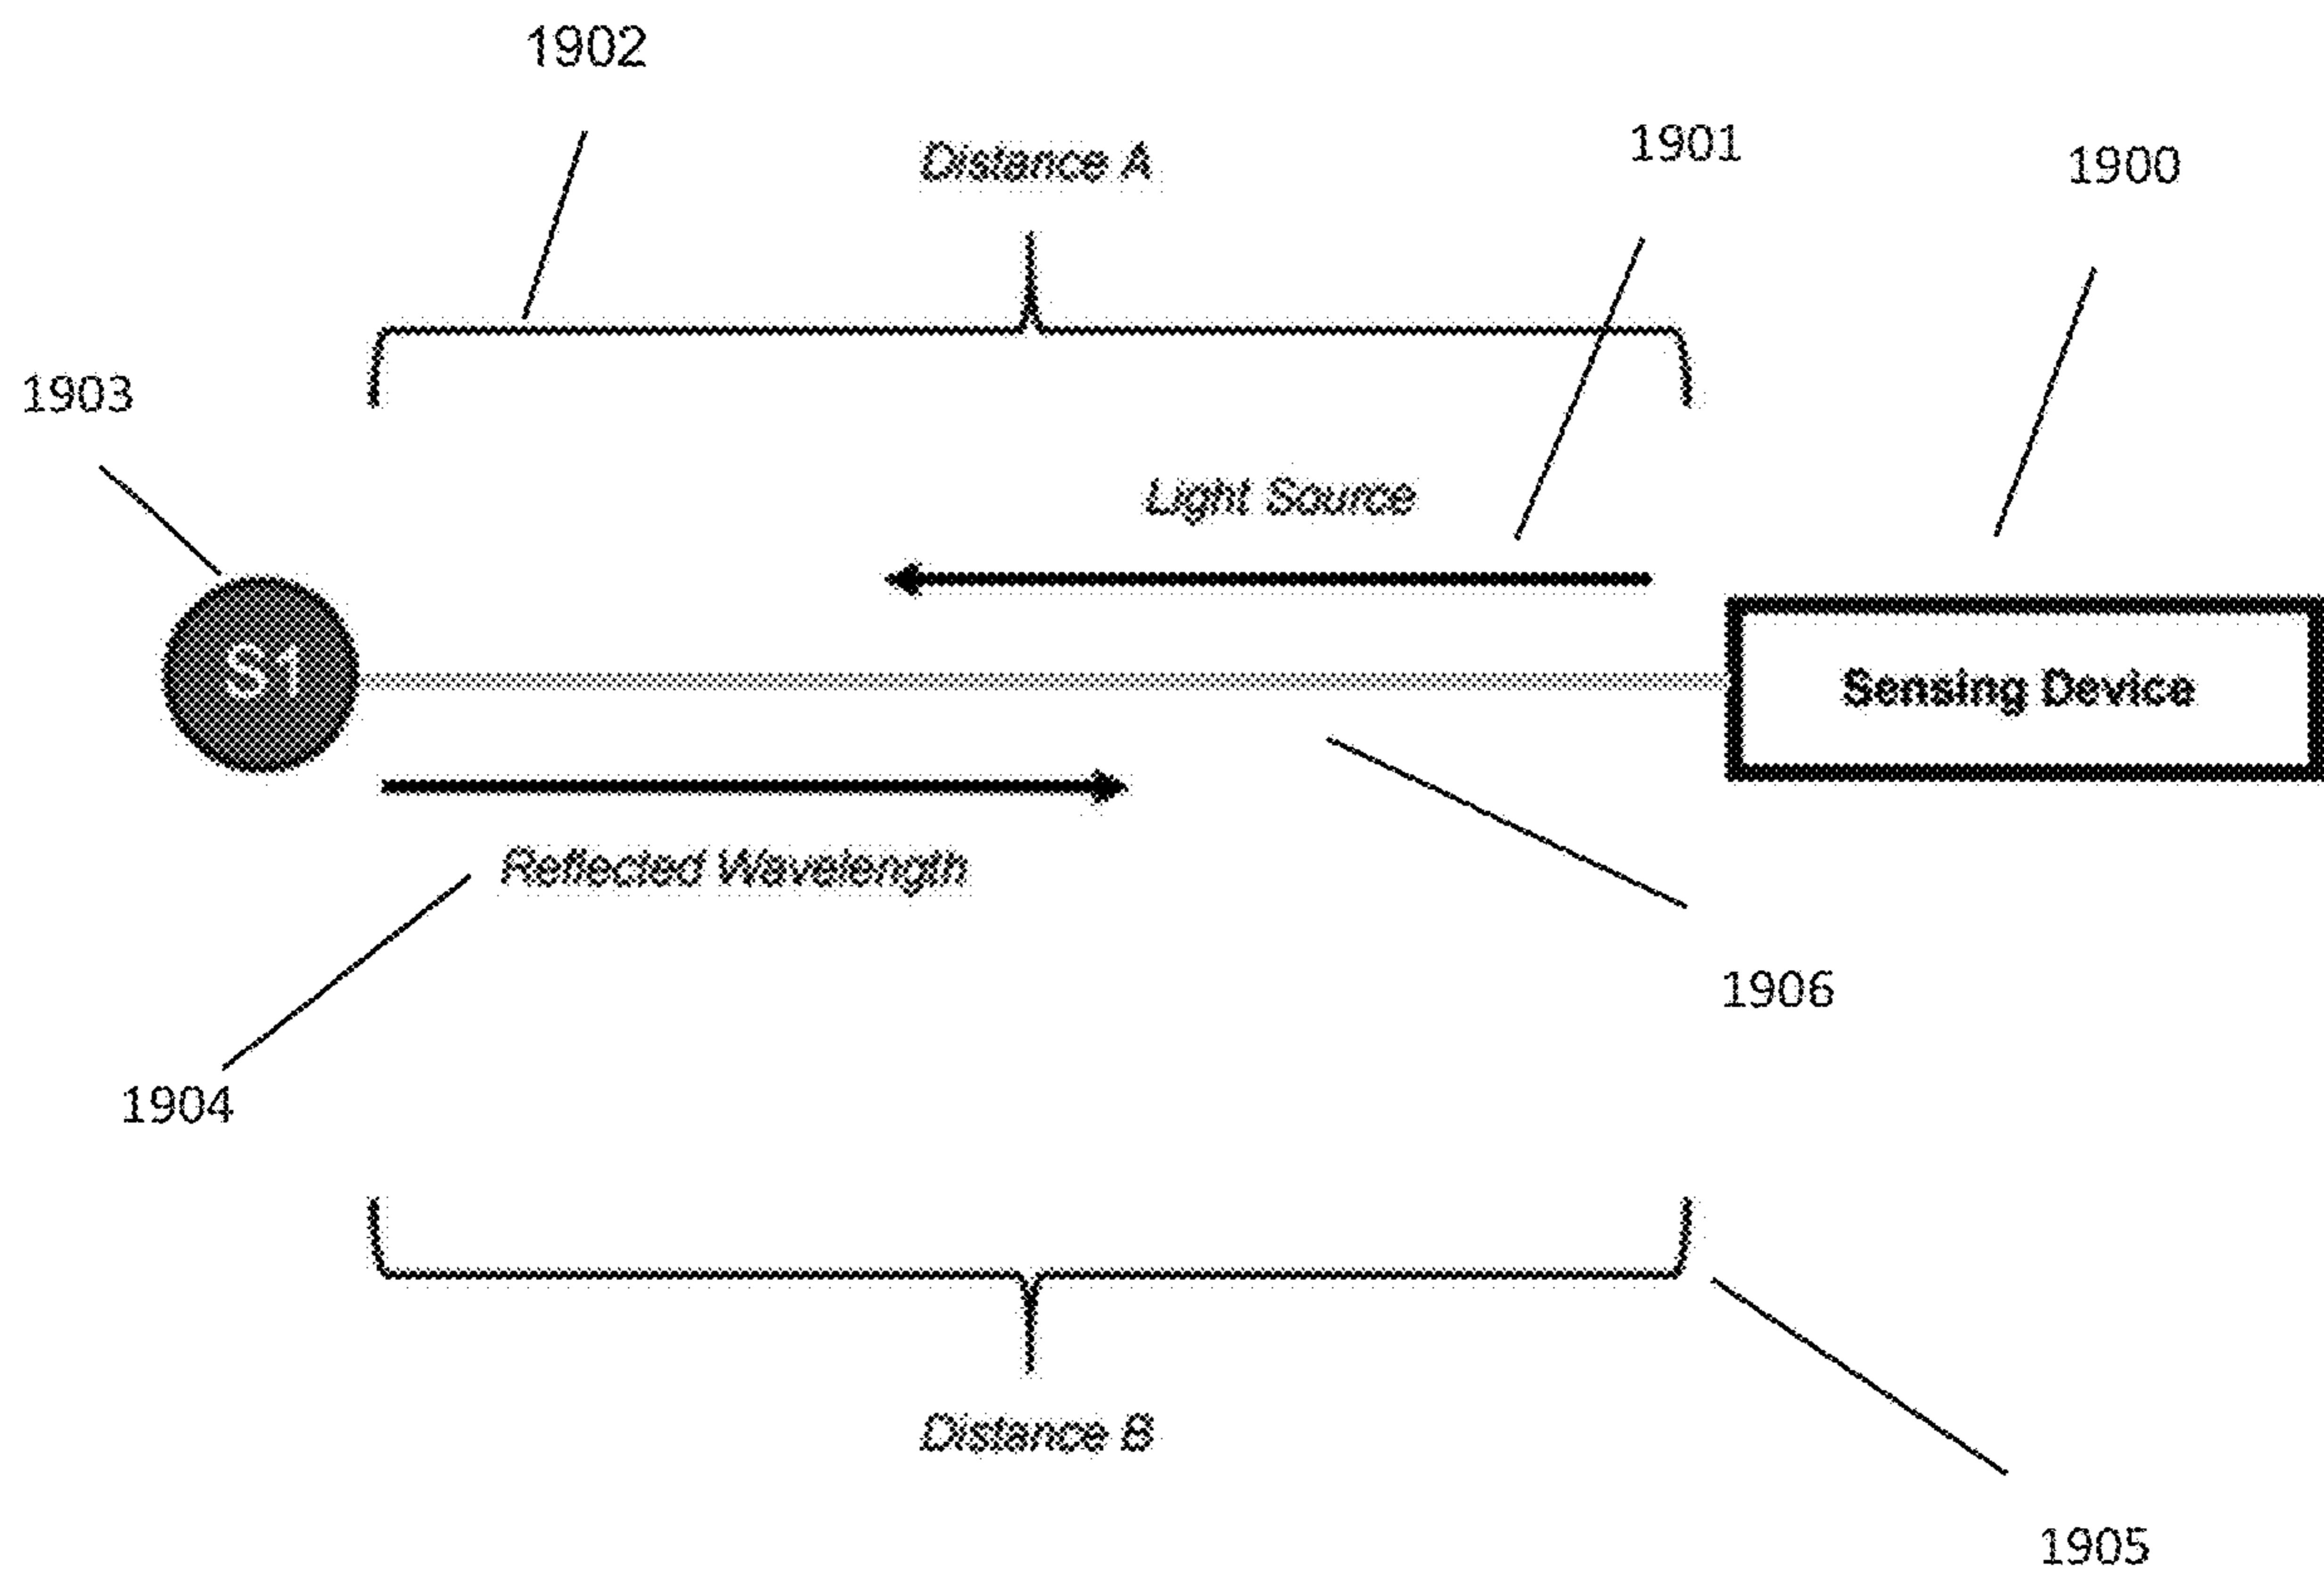 1902
Distance A
1901
1900
1903
Light Source
S1
Sensing Device
Reflected Wavelength
1906
1904
Distance B
1905